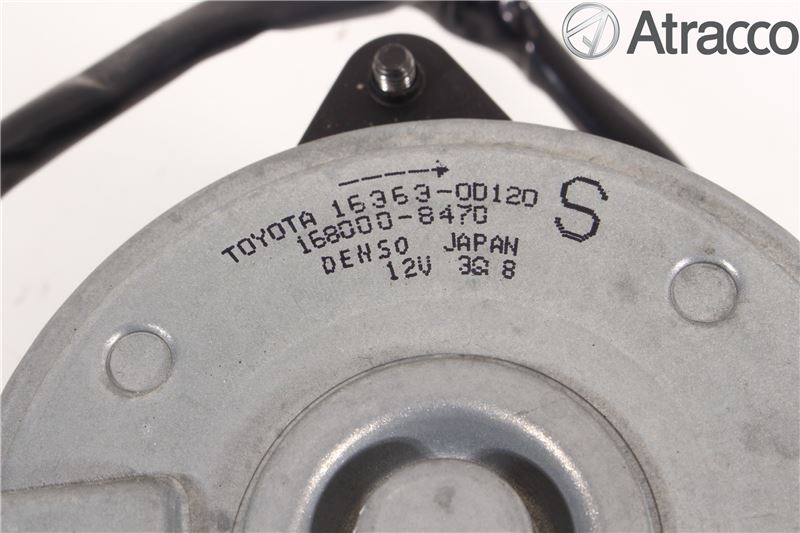 Atracco
TOYOTA 16363-0D120 S
168000-8470
DENSO JAPAN
12V 3G 8